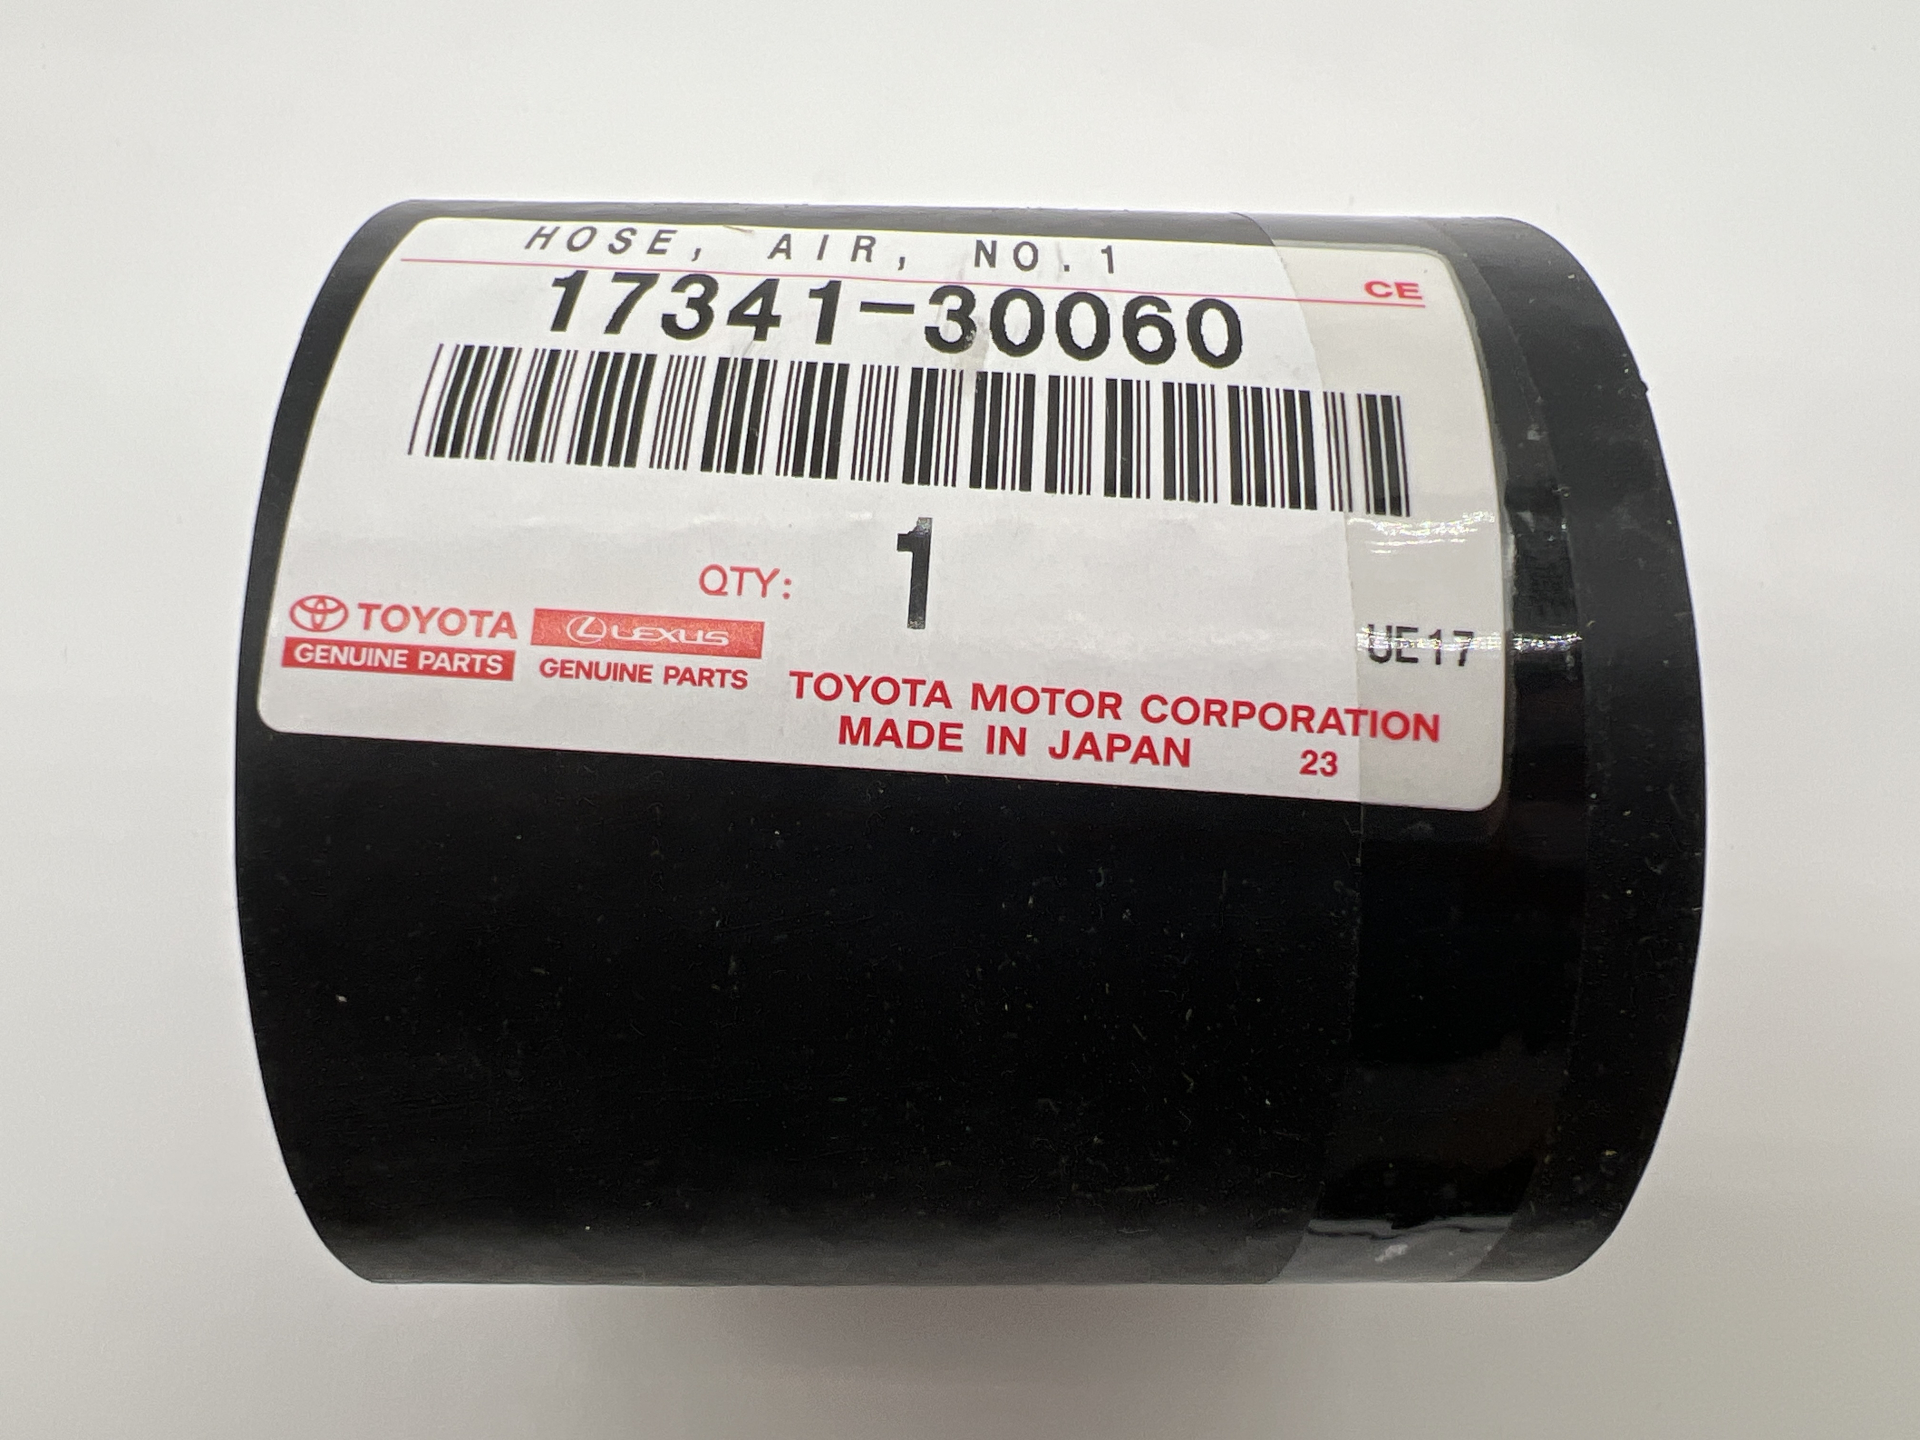 HOSE, AIR, NO.1
CE
17341-30060
QTY: 1
UE17
TOYOTA
GENUINE PARTS
LEXUS
GENUINE PARTS
TOYOTA MOTOR CORPORATION
MADE IN JAPAN 23